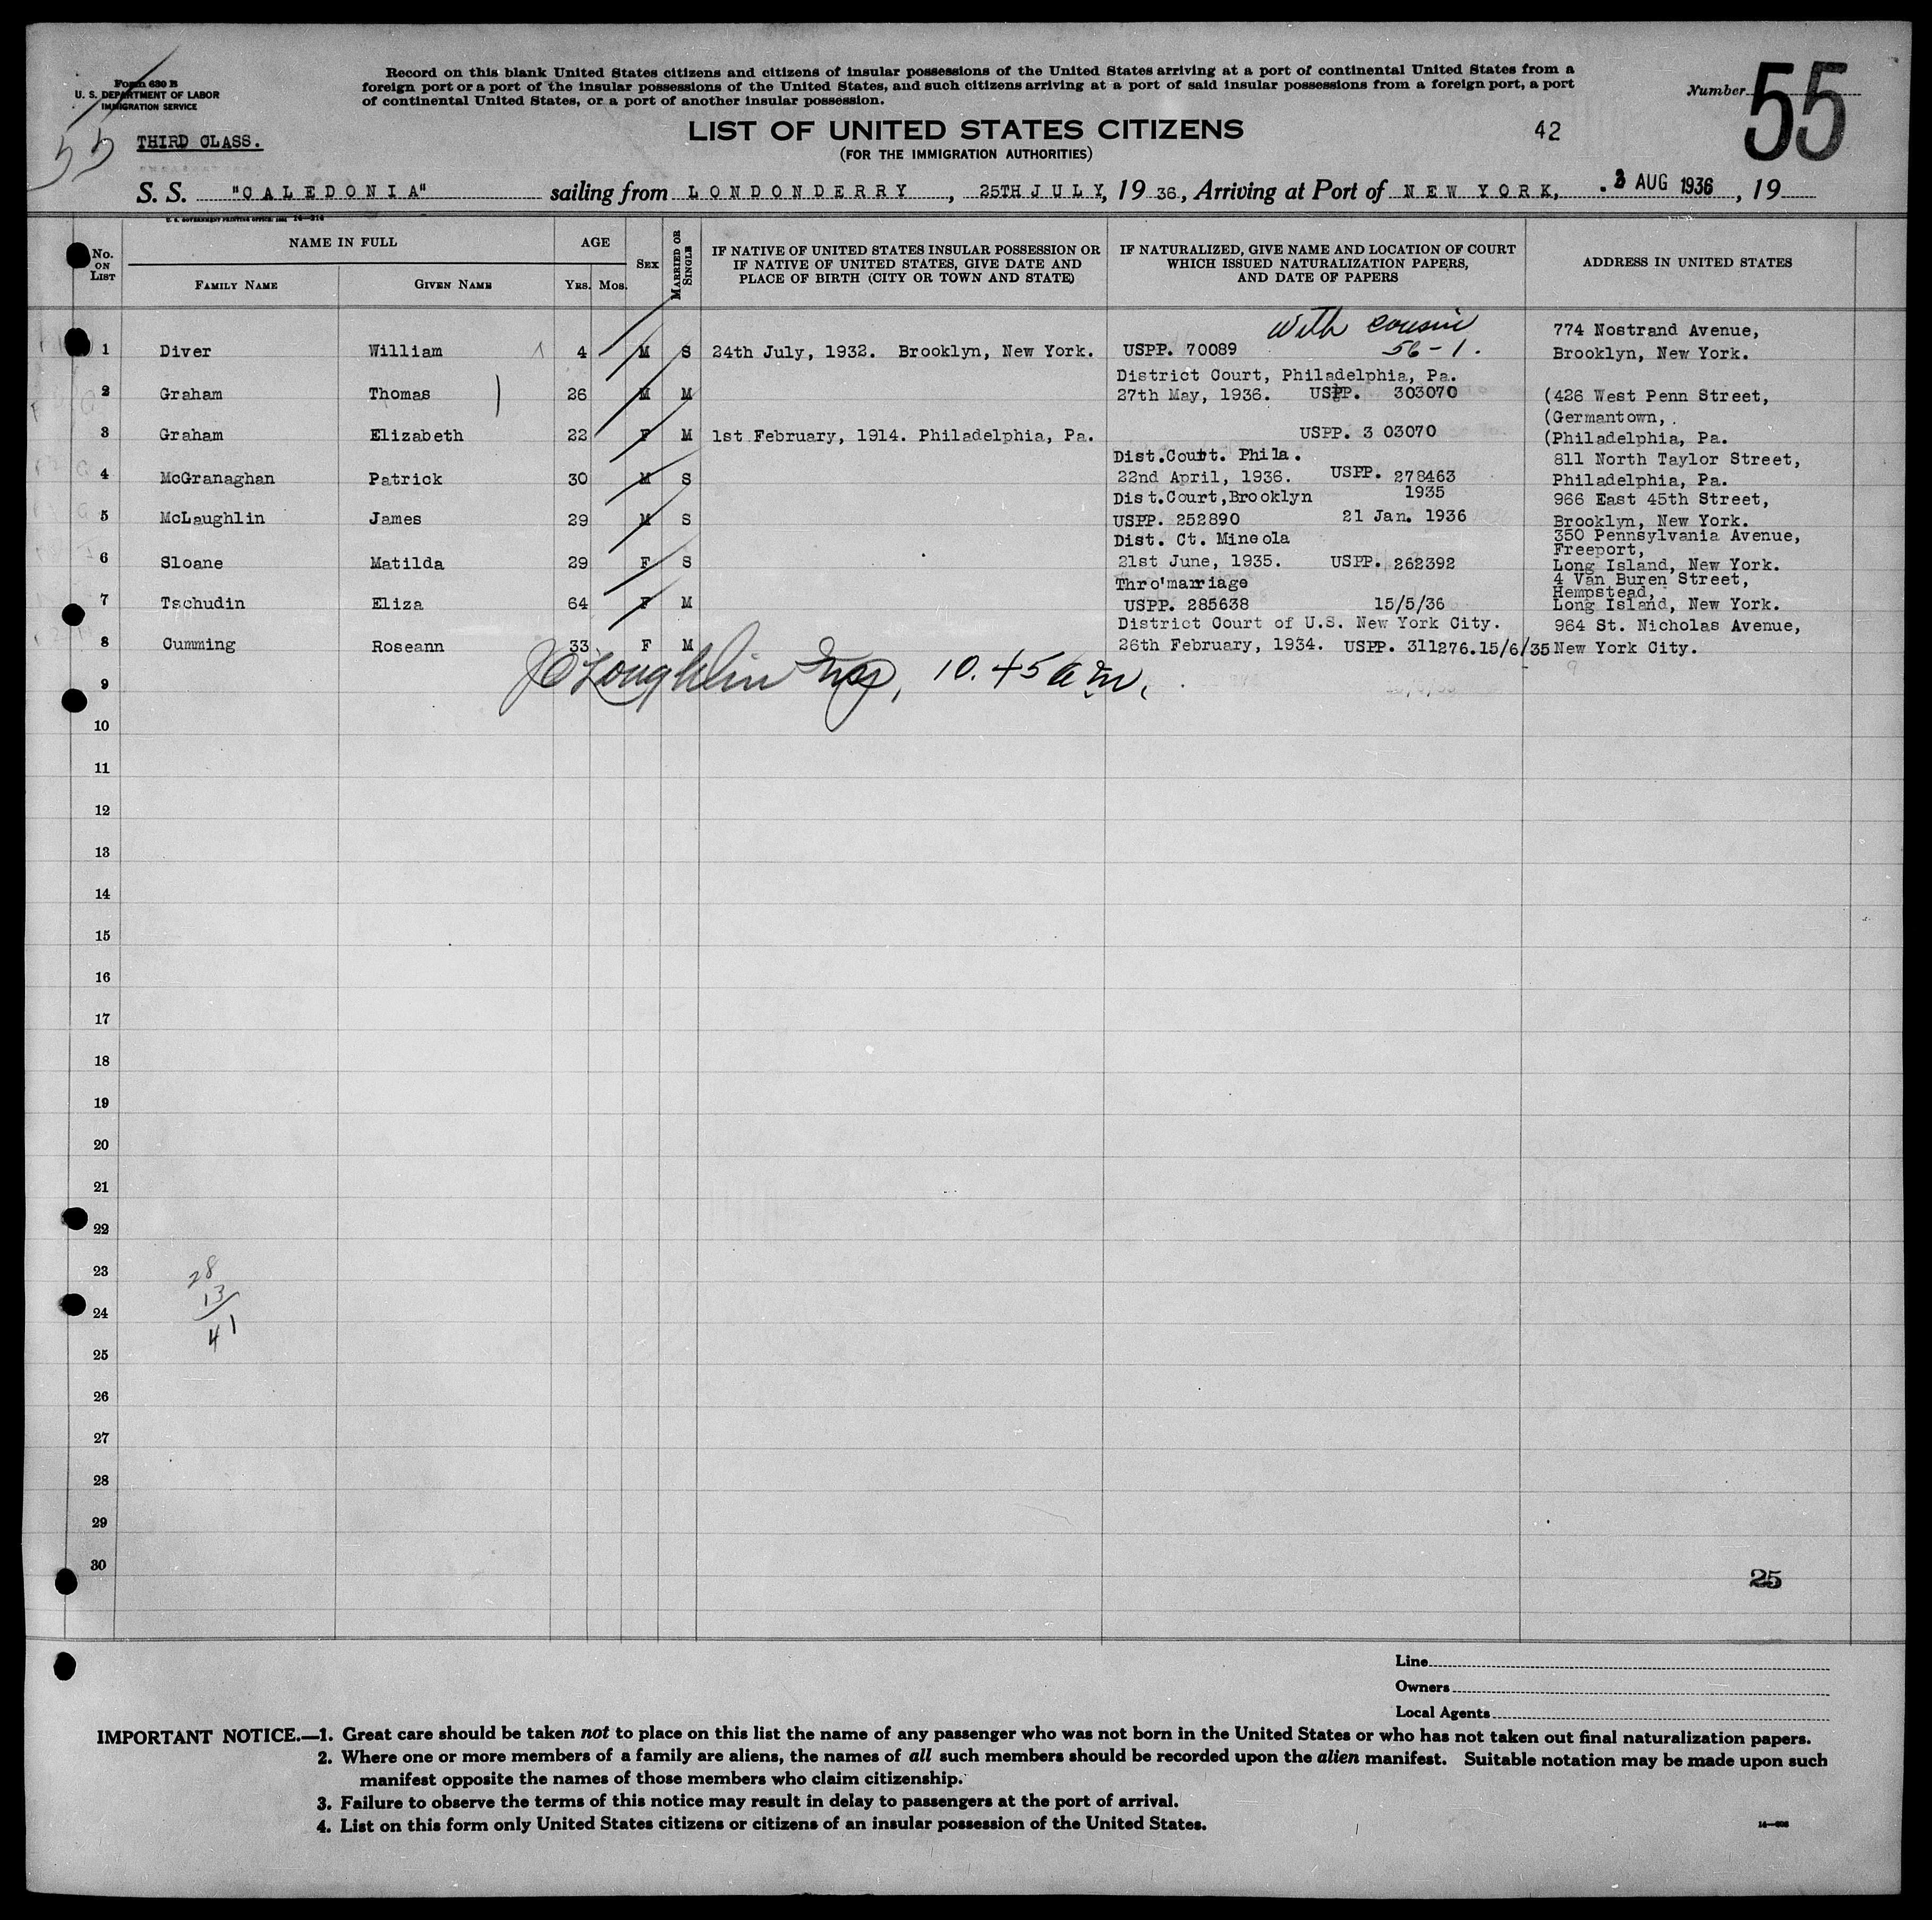 Form 630 B
U. S. DEPARTMENT OF LABOR
IMMIGRATION SERVICE
55
THIRD CLASS.
Record on this blank United States citizens and citizens of insular possessions of the United States arriving at a port of continental United States from a
foreign port or a port of the insular possessions of the United States, and such citizens arriving at a port of said insular possessions from a foreign port, a port
of continental United States, or a port of another insular possession.
Number 55
LIST OF UNITED STATES CITIZENS
42
(FOR THE IMMIGRATION AUTHORITIES)
S. S. "CALEDONIA" sailing from LONDONDERRY, 25TH JULY, 19 36, Arriving at Port of NEW YORK, AUG 1936, 19
No. ON LIST
NAME IN FULL
FAMILY NAME GIVEN NAME
AGE
YRS. MOS.
SEX
MARRIED OR SINGLE
IF NATIVE OF UNITED STATES INSULAR POSSESSION OR
IF NATIVE OF UNITED STATES, GIVE DATE AND
PLACE OF BIRTH (CITY OR TOWN AND STATE)
IF NATURALIZED, GIVE NAME AND LOCATION OF COURT
WHICH ISSUED NATURALIZATION PAPERS,
AND DATE OF PAPERS
ADDRESS IN UNITED STATES
With cousin 774 Nostrand Avenue,
1 Diver William 4 M S 24th July, 1932. Brooklyn, New York. USPP. 70089 56-1. Brooklyn, New York.
District Court, Philadelphia, Pa.
2 Graham Thomas 26 M M 27th May, 1936. USPP. 303070 (426 West Penn Street,
(Germantown,.
3 Graham Elizabeth 22 F M 1st February, 1914. Philadelphia, Pa. USPP. 3 03070 (Philadelphia, Pa.
Dist.Court. Phila. 811 North Taylor Street,
4 McGranaghan Patrick 30 M S 22nd April, 1936. USPP. 278463 Philadelphia, Pa.
Dist.Court,Brooklyn 1935 966 East 45th Street,
5 McLaughlin James 29 M S USPP. 252890 21 Jan. 1936 Brooklyn, New York.
Dist. Ct. Mineola 350 Pennsylvania Avenue,
Freeport,
6 Sloane Matilda 29 F S 21st June, 1935. USPP. 262392 Long Island, New York.
Thro'marriage 4 Van Buren Street,
Hempstead,
7 Tschudin Eliza 64 F M USPP. 285638 15/5/36 Long Island, New York.
District Court of U.S. New York City. 964 St. Nicholas Avenue,
8 Cumming Roseann 33 F M 26th February, 1934. USPP. 311276.15/6/35 New York City.
10.45 am.
9
10
11
12
13
14
15
16
17
18
19
20
21
22
23
28
13
24
41
25
26
27
28
29
30
25
Line
Owners
Local Agents
IMPORTANT NOTICE.—1. Great care should be taken not to place on this list the name of any passenger who was not born in the United States or who has not taken out final naturalization papers.
2. Where one or more members of a family are aliens, the names of all such members should be recorded upon the alien manifest. Suitable notation may be made upon such
manifest opposite the names of those members who claim citizenship.
3. Failure to observe the terms of this notice may result in delay to passengers at the port of arrival.
4. List on this form only United States citizens or citizens of an insular possession of the United States.